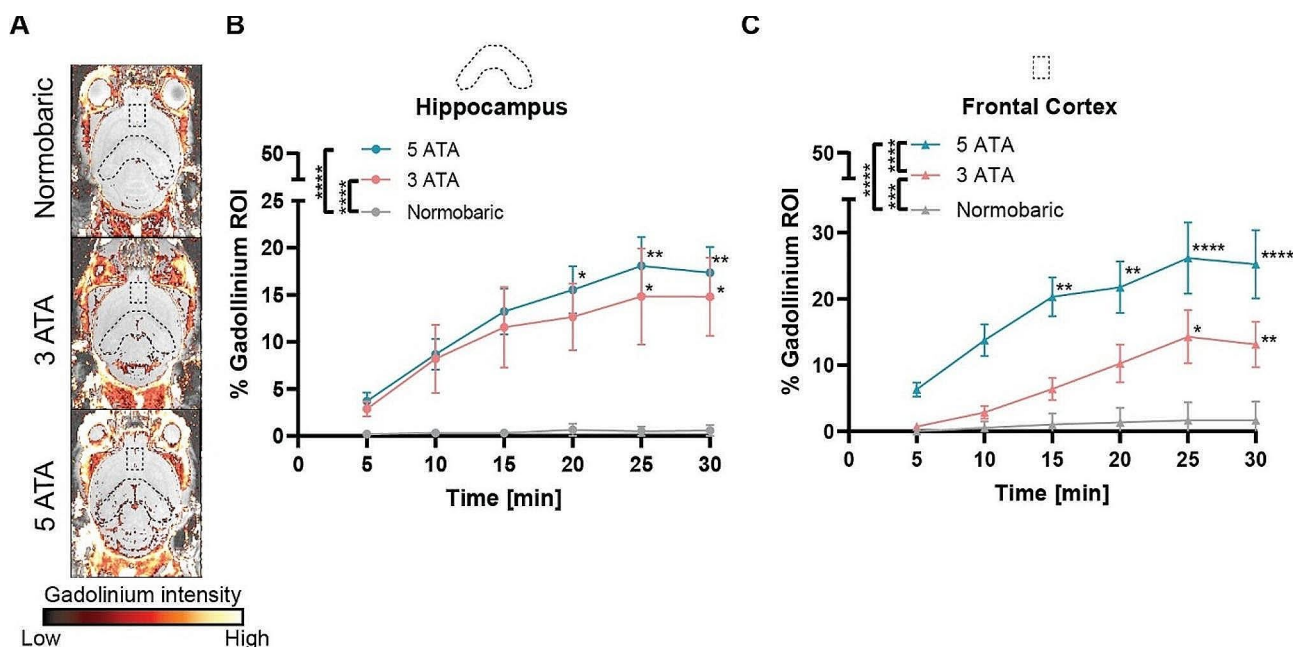 A
Normobaric
3 ATA
5 ATA
Gadolinium intensity
Low High
B
Hippocampus
5 ATA
3 ATA
Normobaric
****
****
% Gadollinium ROI
50
25
20
15
10
5
0
* ** **
* *
0 5 10 15 20 25 30
Time [min]
C
Frontal Cortex
5 ATA
3 ATA
Normobaric
****
****
***
% Gadollinium ROI
50
30
20
10
0
** ** **** ****
* **
0 5 10 15 20 25 30
Time [min]